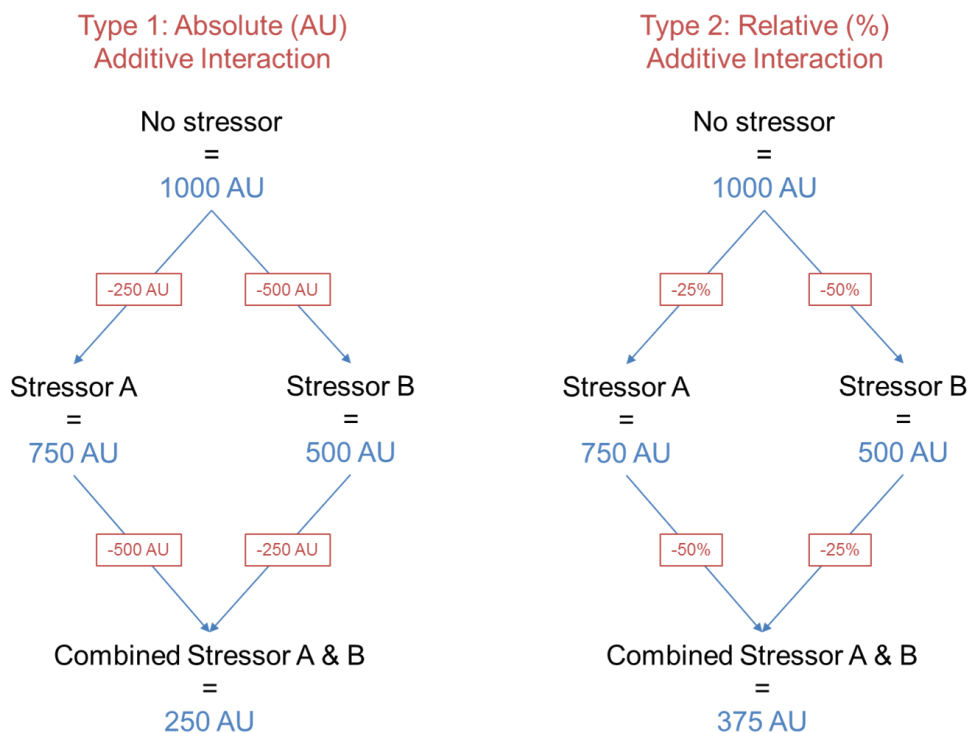 Type 1: Absolute (AU)
Additive Interaction
No stressor
=
1000 AU
-250 AU
-500 AU
Stressor A
=
750 AU
Stressor B
=
500 AU
-500 AU
-250 AU
Combined Stressor A & B
=
250 AU
Type 2: Relative (%)
Additive Interaction
No stressor
=
1000 AU
-25%
-50%
Stressor A
=
750 AU
Stressor B
=
500 AU
-50%
-25%
Combined Stressor A & B
=
375 AU